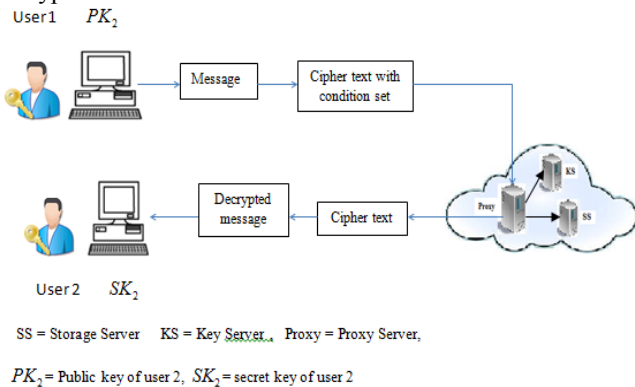 User1 PK₂
Message
Cipher text with
condition set
KS
Proxy
SS
Decrypted
message
Cipher text
User 2 SK₂
SS = Storage Server KS = Key Server , Proxy = Proxy Server,
PK₂ = Public key of user 2, SK₂ = secret key of user 2